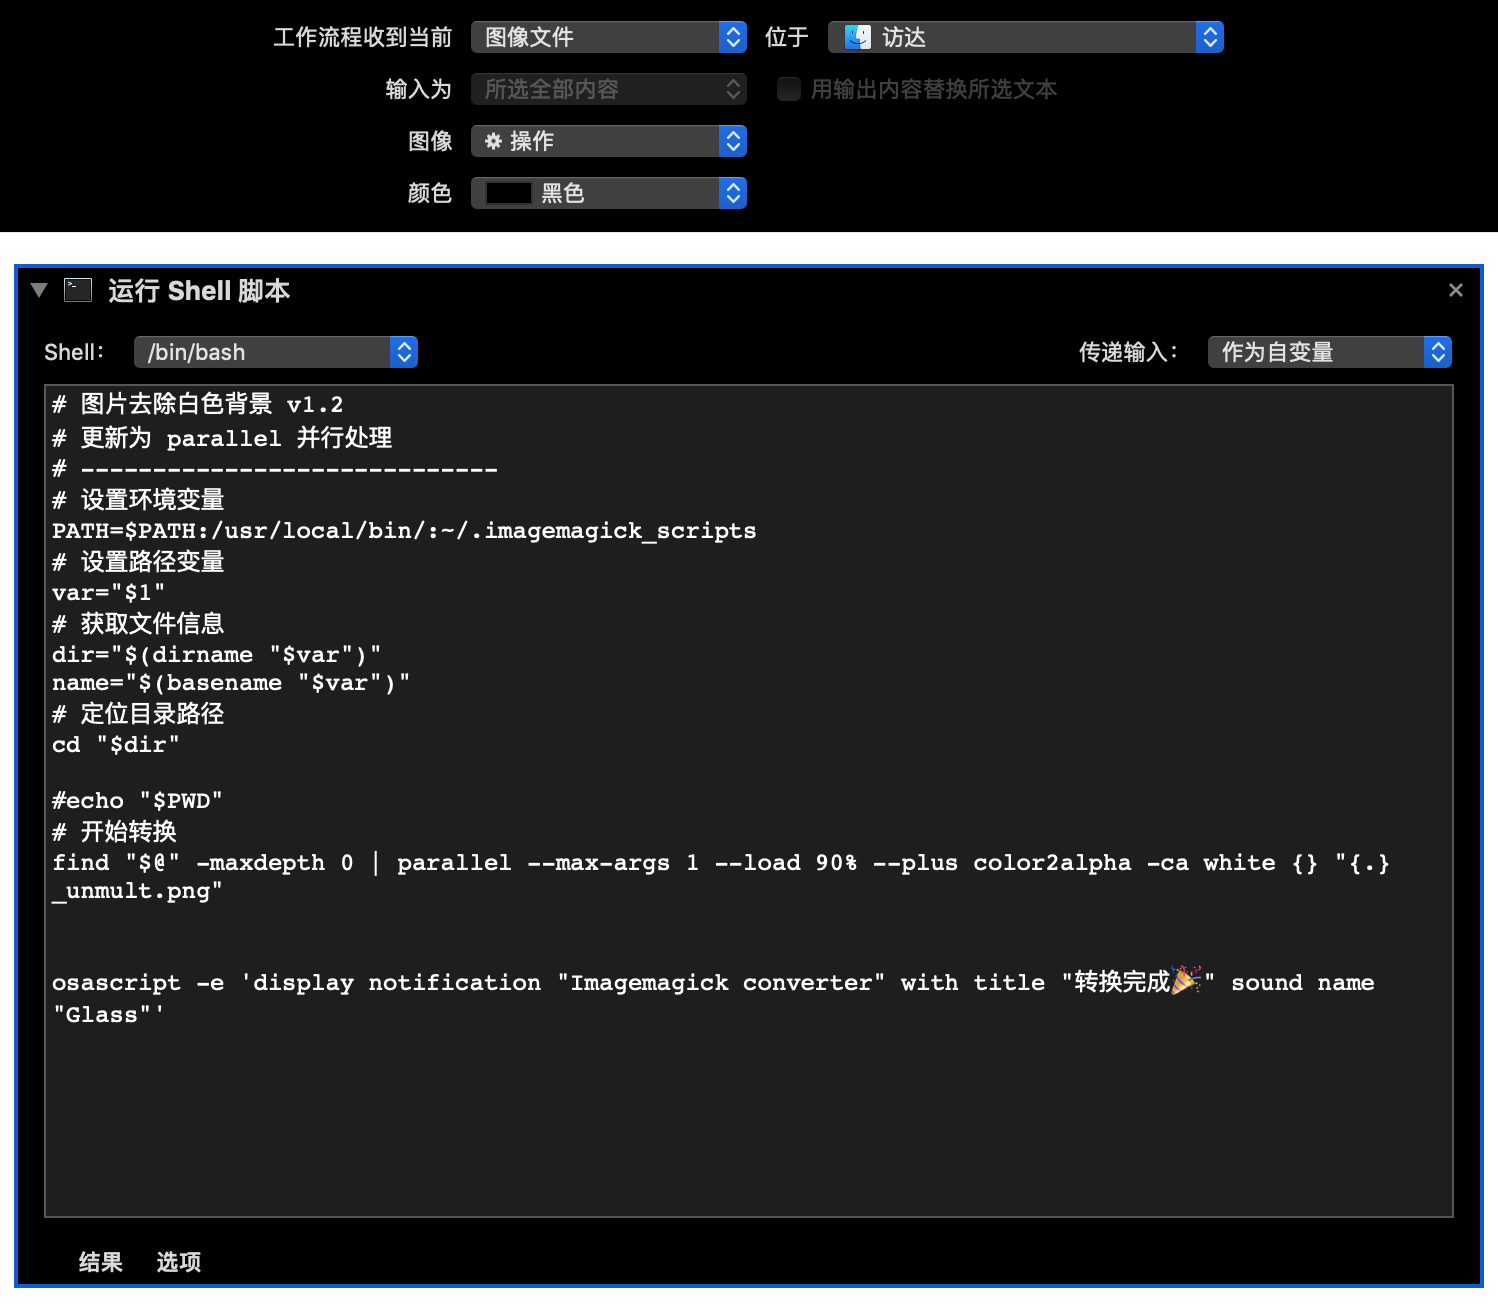 工作流程收到当前 图像文件 位于 访达
输入为 所选全部内容 用输出内容替换所选文本
图像 操作
颜色 黑色
运行 Shell 脚本
Shell： /bin/bash 传递输入： 作为自变量
# 图片去除白色背景 v1.2
# 更新为 parallel 并行处理
# -----------------------------
# 设置环境变量
PATH=$PATH:/usr/local/bin/:~/.imagemagick_scripts
# 设置路径变量
var="$1"
# 获取文件信息
dir="$(dirname "$var")"
name="$(basename "$var")"
# 定位目录路径
cd "$dir"
#echo "$PWD"
# 开始转换
find "$@" -maxdepth 0 | parallel --max-args 1 --load 90% --plus color2alpha -ca white {} "{.}
_unmult.png"
osascript -e 'display notification "Imagemagick converter" with title "转换完成🎉" sound name
"Glass"'
结果 选项